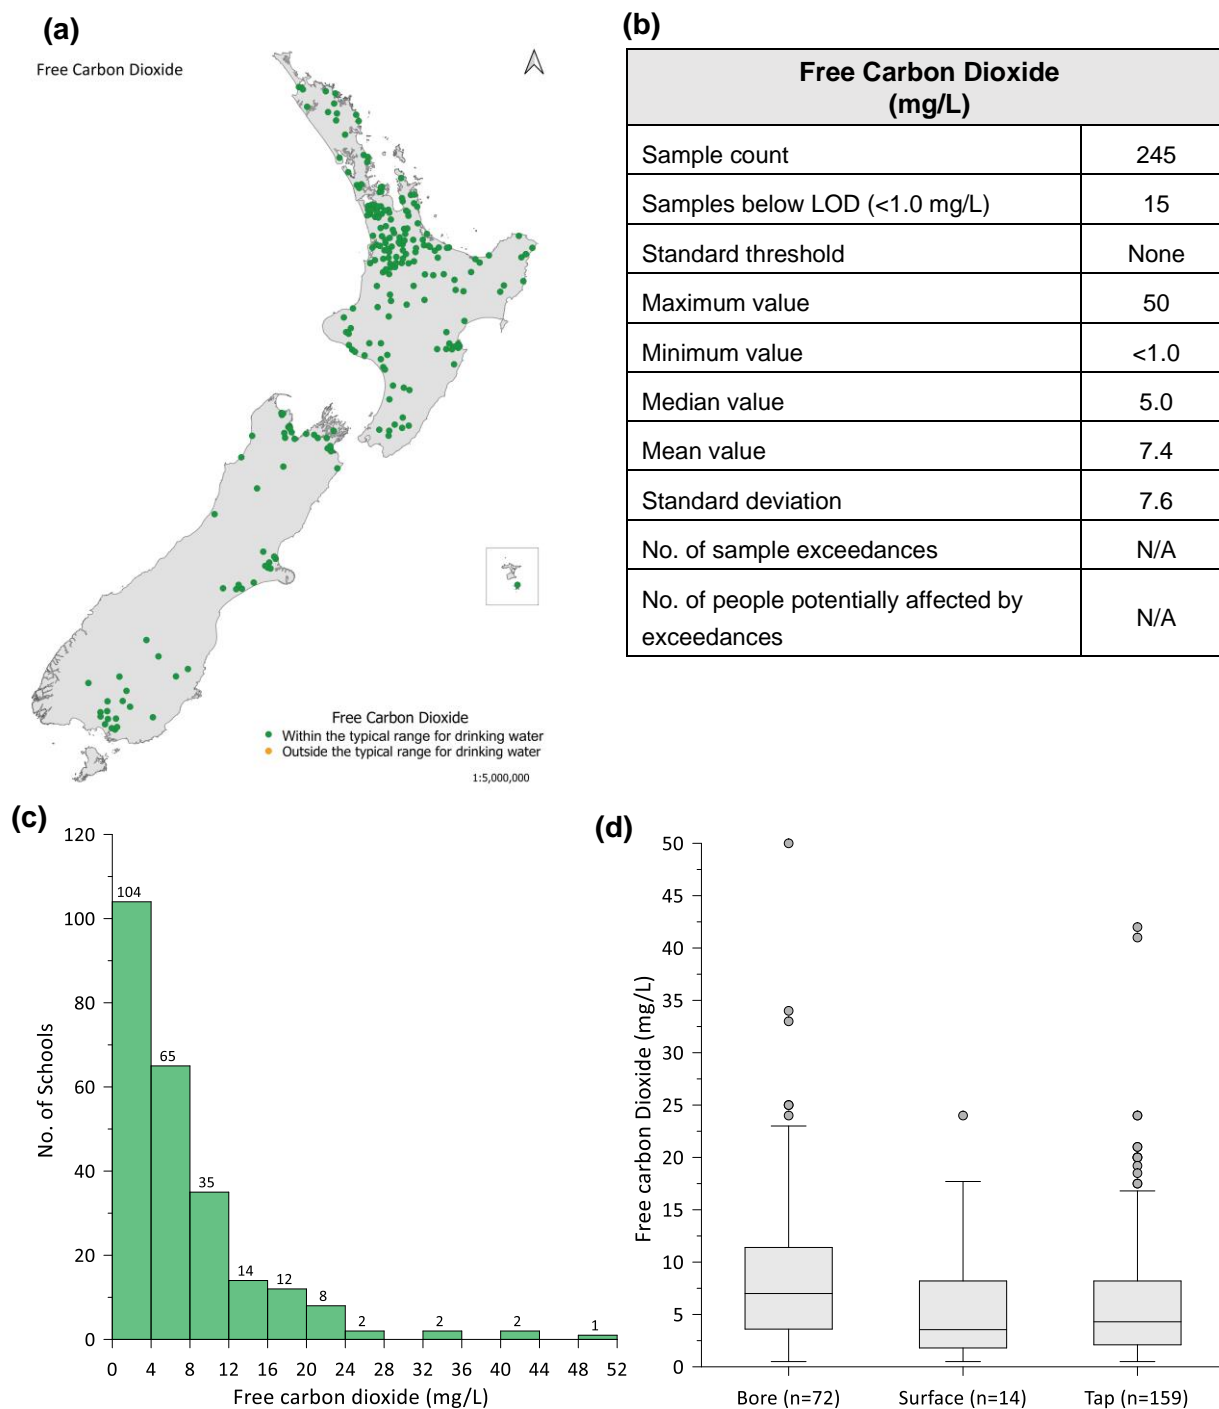 (a)
Free Carbon Dioxide
Free Carbon Dioxide
Within the typical range for drinking water
Outside the typical range for drinking water
1:5,000,000
(b)
Free Carbon Dioxide
(mg/L)
Sample count 245
Samples below LOD (<1.0 mg/L) 15
Standard threshold None
Maximum value 50
Minimum value <1.0
Median value 5.0
Mean value 7.4
Standard deviation 7.6
No. of sample exceedances N/A
No. of people potentially affected by
exceedances N/A
(c)
No. of Schools
120
100
80
60
40
20
0
104
65
35
14
12
8
2
2
2
1
0 4 8 12 16 20 24 28 32 36 40 44 48 52
Free carbon dioxide (mg/L)
(d)
Free carbon Dioxide (mg/L)
50
45
40
35
30
25
20
15
10
5
0
Bore (n=72) Surface (n=14) Tap (n=159)